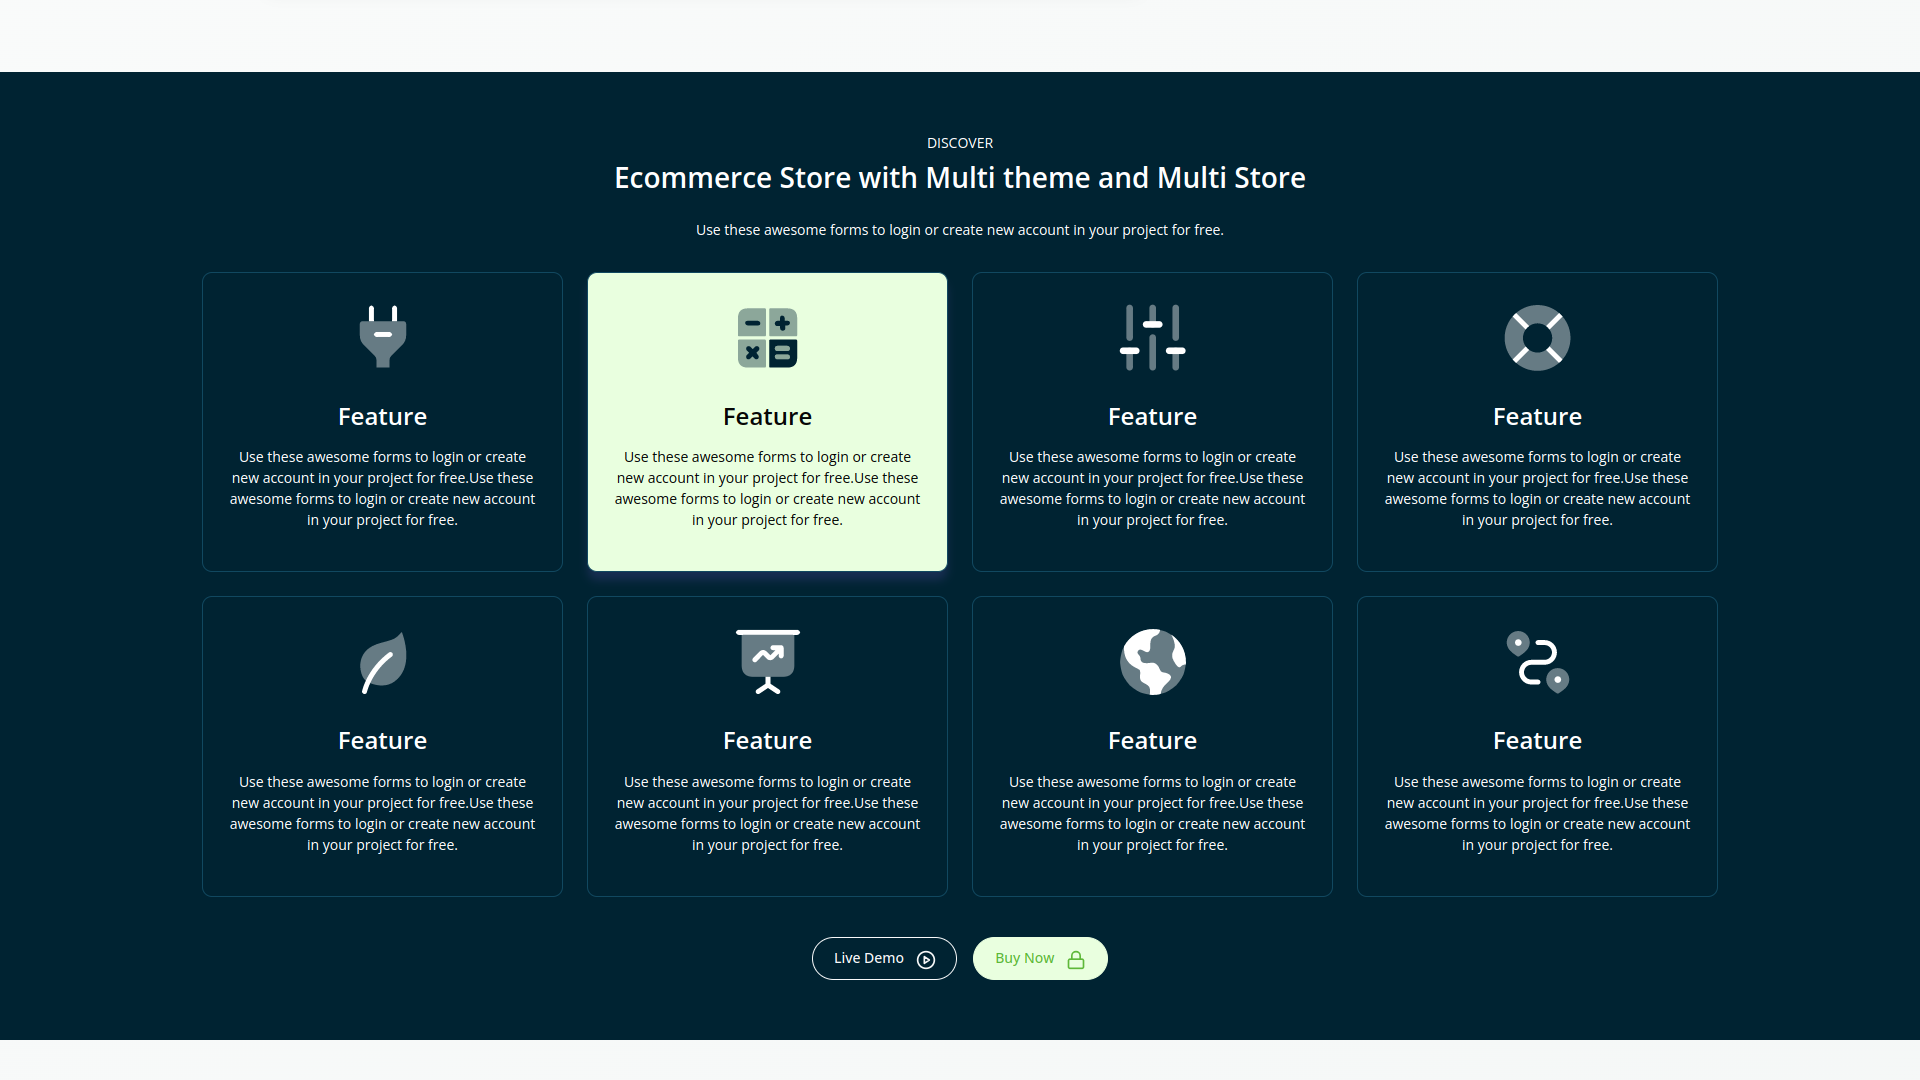 DISCOVER
Ecommerce Store with Multi theme and Multi Store
Use these awesome forms to login or create new account in your project for free.
Feature
Use these awesome forms to login or create
new account in your project for free.Use these
awesome forms to login or create new account
in your project for free.
Feature
Use these awesome forms to login or create
new account in your project for free.Use these
awesome forms to login or create new account
in your project for free.
Feature
Use these awesome forms to login or create
new account in your project for free.Use these
awesome forms to login or create new account
in your project for free.
Feature
Use these awesome forms to login or create
new account in your project for free.Use these
awesome forms to login or create new account
in your project for free.
Feature
Use these awesome forms to login or create
new account in your project for free.Use these
awesome forms to login or create new account
in your project for free.
Feature
Use these awesome forms to login or create
new account in your project for free.Use these
awesome forms to login or create new account
in your project for free.
Feature
Use these awesome forms to login or create
new account in your project for free.Use these
awesome forms to login or create new account
in your project for free.
Feature
Use these awesome forms to login or create
new account in your project for free.Use these
awesome forms to login or create new account
in your project for free.
Live Demo
Buy Now